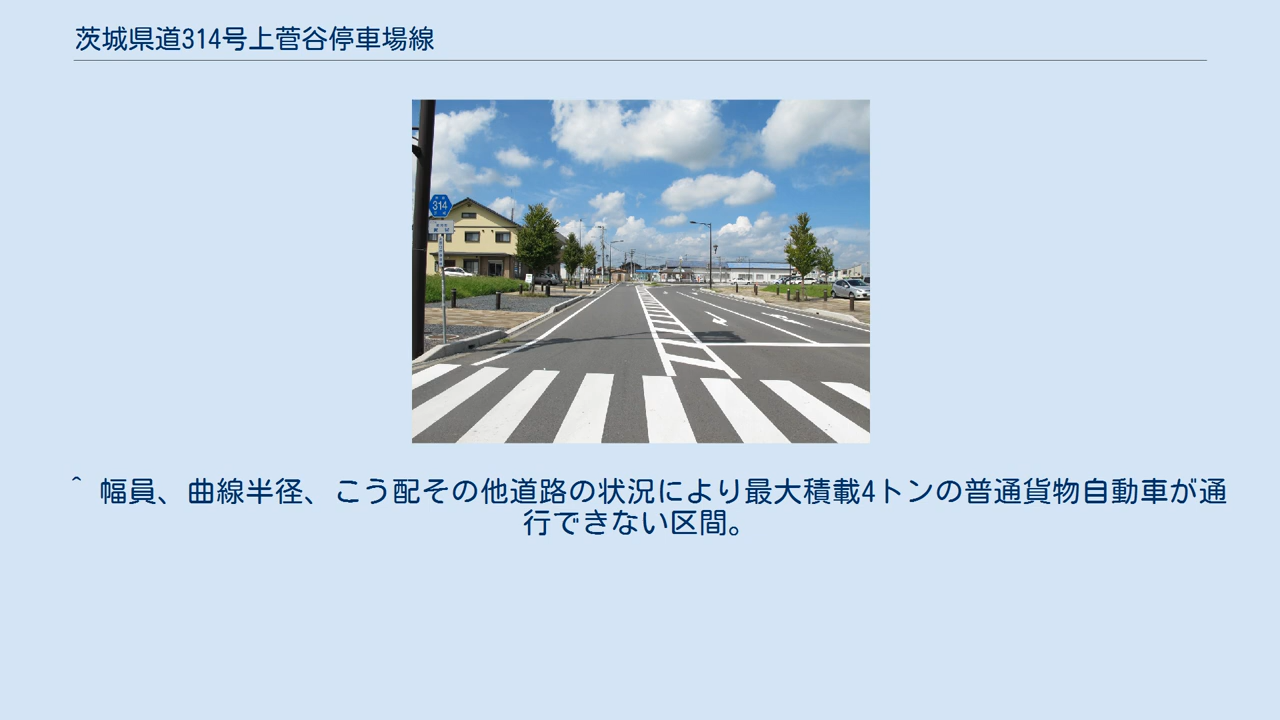 茨城県道314号上菅谷停車場線
314
^ 幅員、曲線半径、こう配その他道路の状況により最大積載4トンの普通貨物自動車が通
行できない区間。